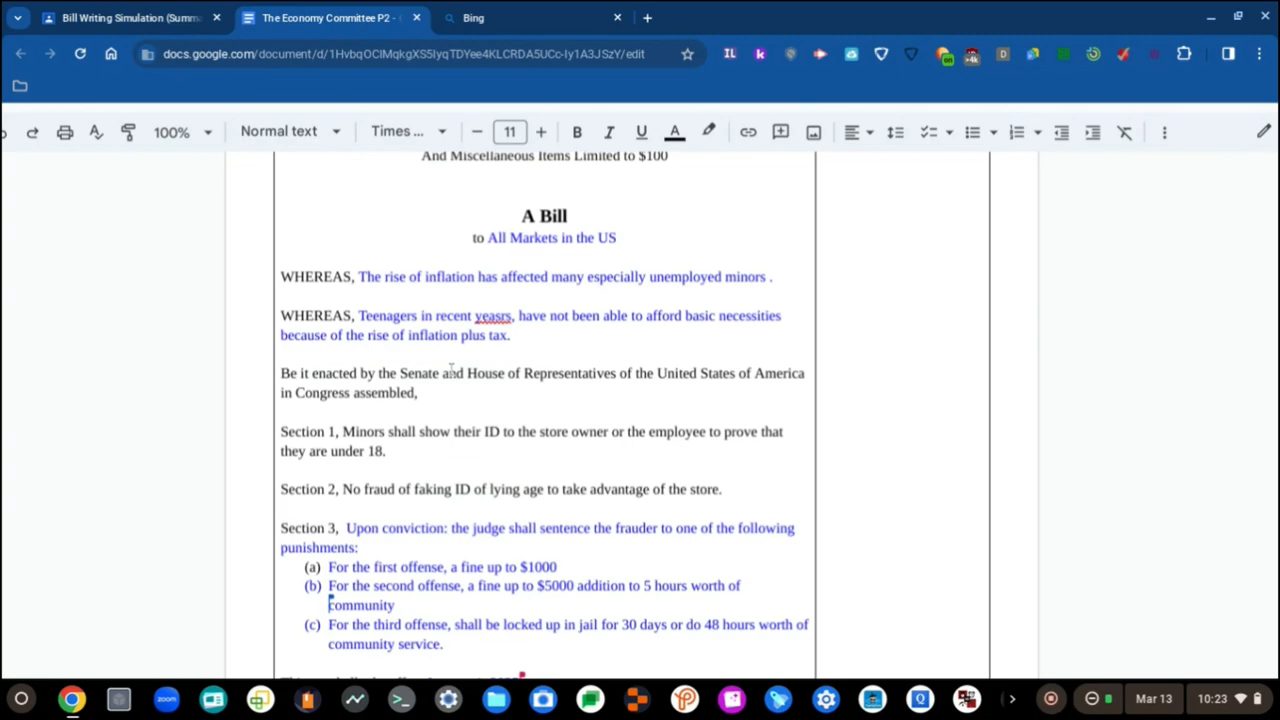 Bill Writing Simulation (Summ
The Economy Committee P2 - 
Bing
docs.google.com/document/d/1HvbqOClMqkgXS5IyqTDYee4KLCRDA5UCc-Iy1A3JSzY/edit
100%
Normal text
Times ...
11
And Miscellaneous Items Limited to $100
A Bill
to All Markets in the US
WHEREAS, The rise of inflation has affected many especially unemployed minors .
WHEREAS, Teenagers in recent yeasrs, have not been able to afford basic necessities
because of the rise of inflation plus tax.
Be it enacted by the Senate and House of Representatives of the United States of America
in Congress assembled,
Section 1, Minors shall show their ID to the store owner or the employee to prove that
they are under 18.
Section 2, No fraud of faking ID of lying age to take advantage of the store.
Section 3, Upon conviction: the judge shall sentence the frauder to one of the following
punishments:
(a) For the first offense, a fine up to $1000
(b) For the second offense, a fine up to $5000 addition to 5 hours worth of
community
(c) For the third offense, shall be locked up in jail for 30 days or do 48 hours worth of
community service.
zoom
Mar 13
10:23